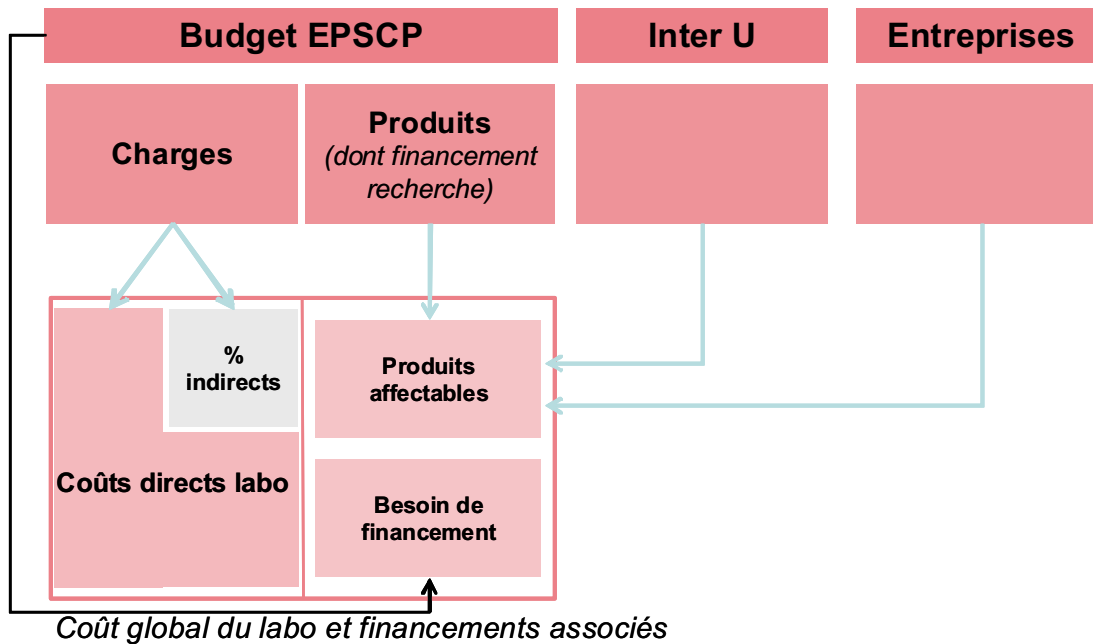 Budget EPSCP
Inter U
Entreprises
Charges
Produits
(dont financement
recherche)
%
indirects
Coûts directs labo
Produits
affectables
Besoin de
financement
Coût global du labo et financements associés